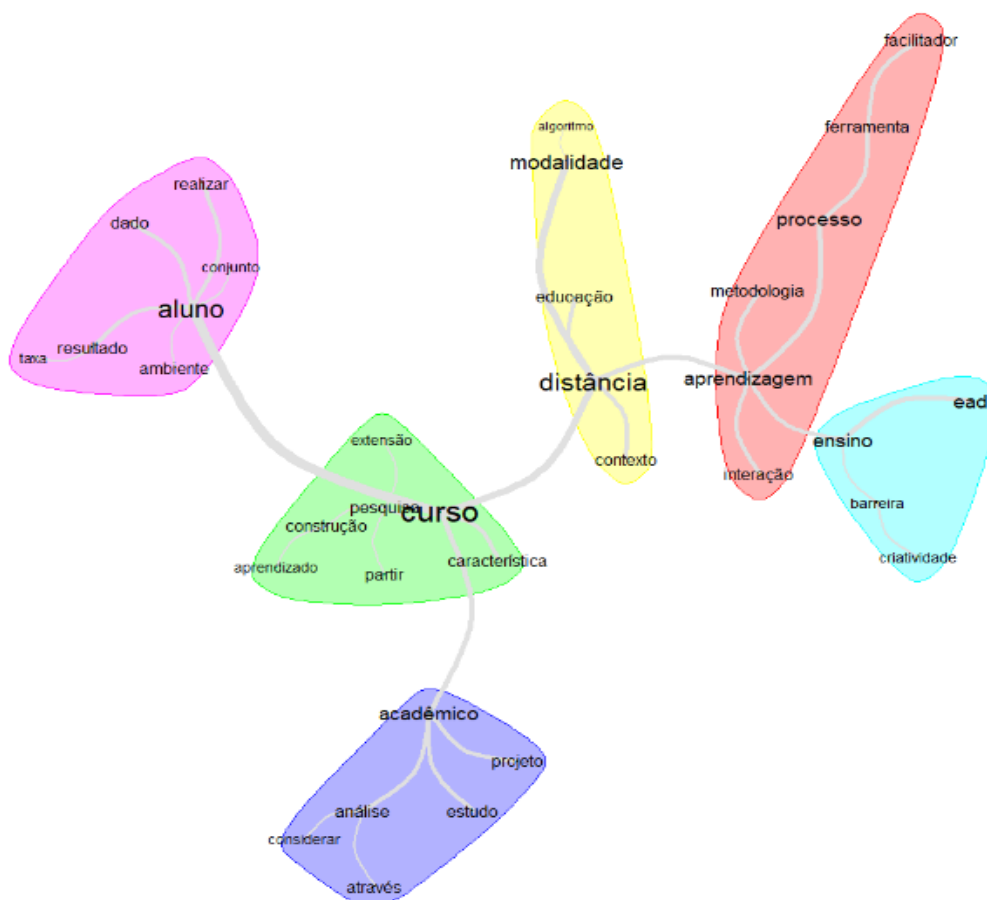 facilitador
algoritmo
ferramenta
modalidade
realizar
dado
processo
conjunto
metodologia
educação
aluno
resultado
taxa
ambiente
distância
aprendizagem
ead
extensão
ensino
contexto
interação
pesquisa
curso
barreira
construção
criatividade
característica
aprendizado
partir
acadêmico
projeto
análise
estudo
considerar
através